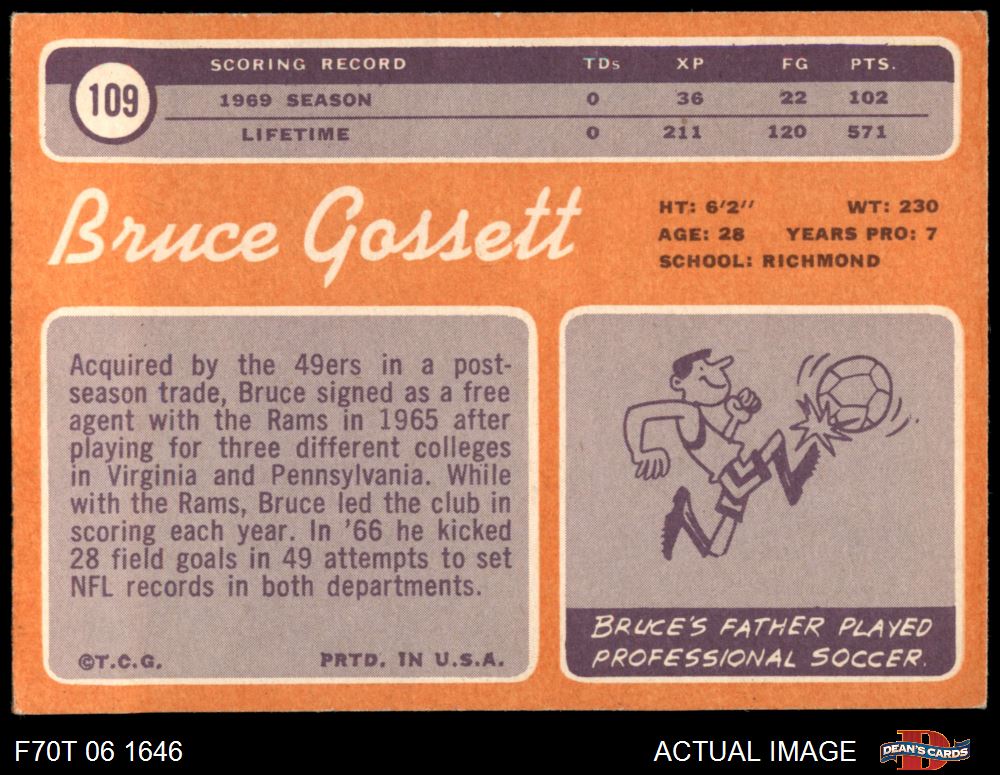 109
SCORING RECORD TDs XP FG PTS.
1969 SEASON 0 36 22 102
LIFETIME 0 211 120 571
Bruce Gossett
HT: 6'2" WT: 230
AGE: 28 YEARS PRO: 7
SCHOOL: RICHMOND
Acquired by the 49ers in a post-
season trade, Bruce signed as a free
agent with the Rams in 1965 after
playing for three different colleges
in Virginia and Pennsylvania. While
with the Rams, Bruce led the club in
scoring each year. In '66 he kicked
28 field goals in 49 attempts to set
NFL records in both departments.
©T.C.G. PRTD. IN U.S.A.
BRUCE'S FATHER PLAYED
PROFESSIONAL SOCCER.
F70T 06 1646 ACTUAL IMAGE DEAN'S CARDS